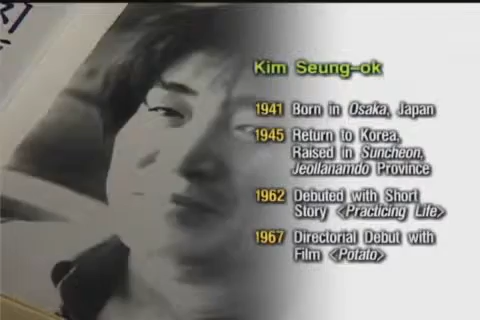 Kim Seung-ok
1941 Born in Osaka, Japan
1945 Return to Korea,
Raised in Suncheon,
Jeollanamdo Province
1962 Debuted with Short
Story <Practicing Life>
1967 Directorial Debut with
Film <Potato>